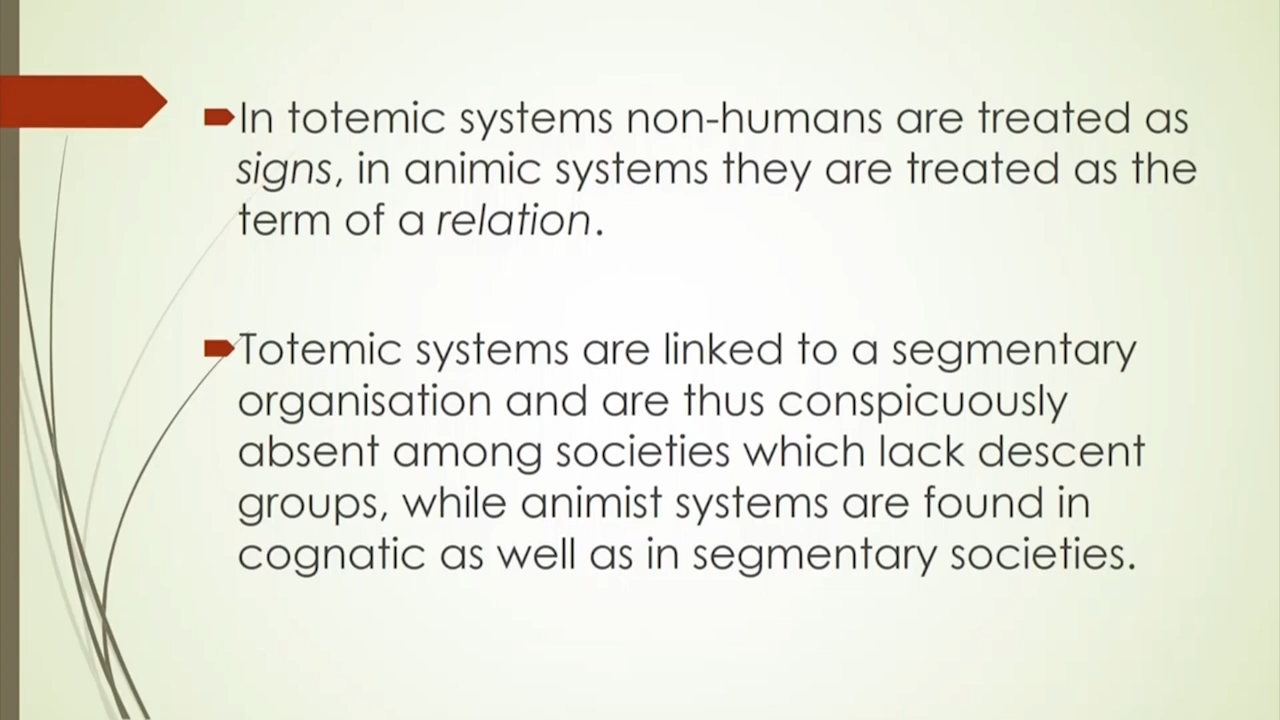 In totemic systems non-humans are treated as
signs, in animic systems they are treated as the
term of a relation.
Totemic systems are linked to a segmentary
organisation and are thus conspicuously
absent among societies which lack descent
groups, while animist systems are found in
cognatic as well as in segmentary societies.